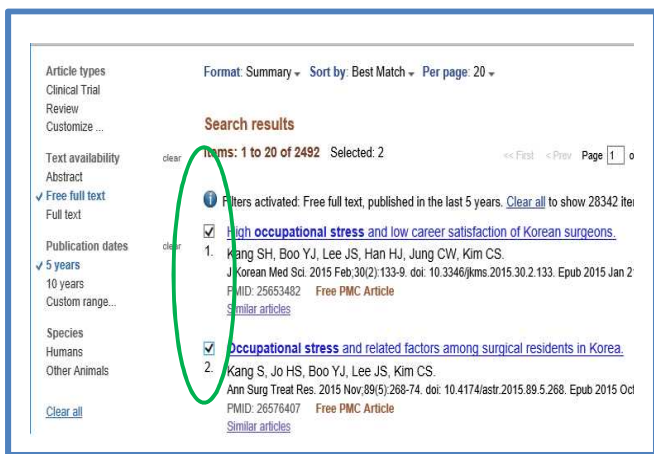 Article types
Clinical Trial
Review
Customize ...
Text availability clear
Abstract
Free full text
Full text
Publication dates clear
5 years
10 years
Custom range...
Species
Humans
Other Animals
Clear all
Format: Summary Sort by: Best Match Per page: 20
Search results
Items: 1 to 20 of 2492 Selected: 2 << First < Prev Page 1 o
Filters activated: Free full text, published in the last 5 years. Clear all to show 28342 iter
High occupational stress and low career satisfaction of Korean surgeons.
1. Kang SH, Boo YJ, Lee JS, Han HJ, Jung CW, Kim CS.
J Korean Med Sci. 2015 Feb;30(2):133-9. doi: 10.3346/jkms.2015.30.2.133. Epub 2015 Jan 2
PMID: 25653482 Free PMC Article
Similar articles
Occupational stress and related factors among surgical residents in Korea.
2. Kang S, Jo HS, Boo YJ, Lee JS, Kim CS.
Ann Surg Treat Res. 2015 Nov;89(5):268-74. doi: 10.4174/astr.2015.89.5.268. Epub 2015 Oct
PMID: 26576407 Free PMC Article
Similar articles